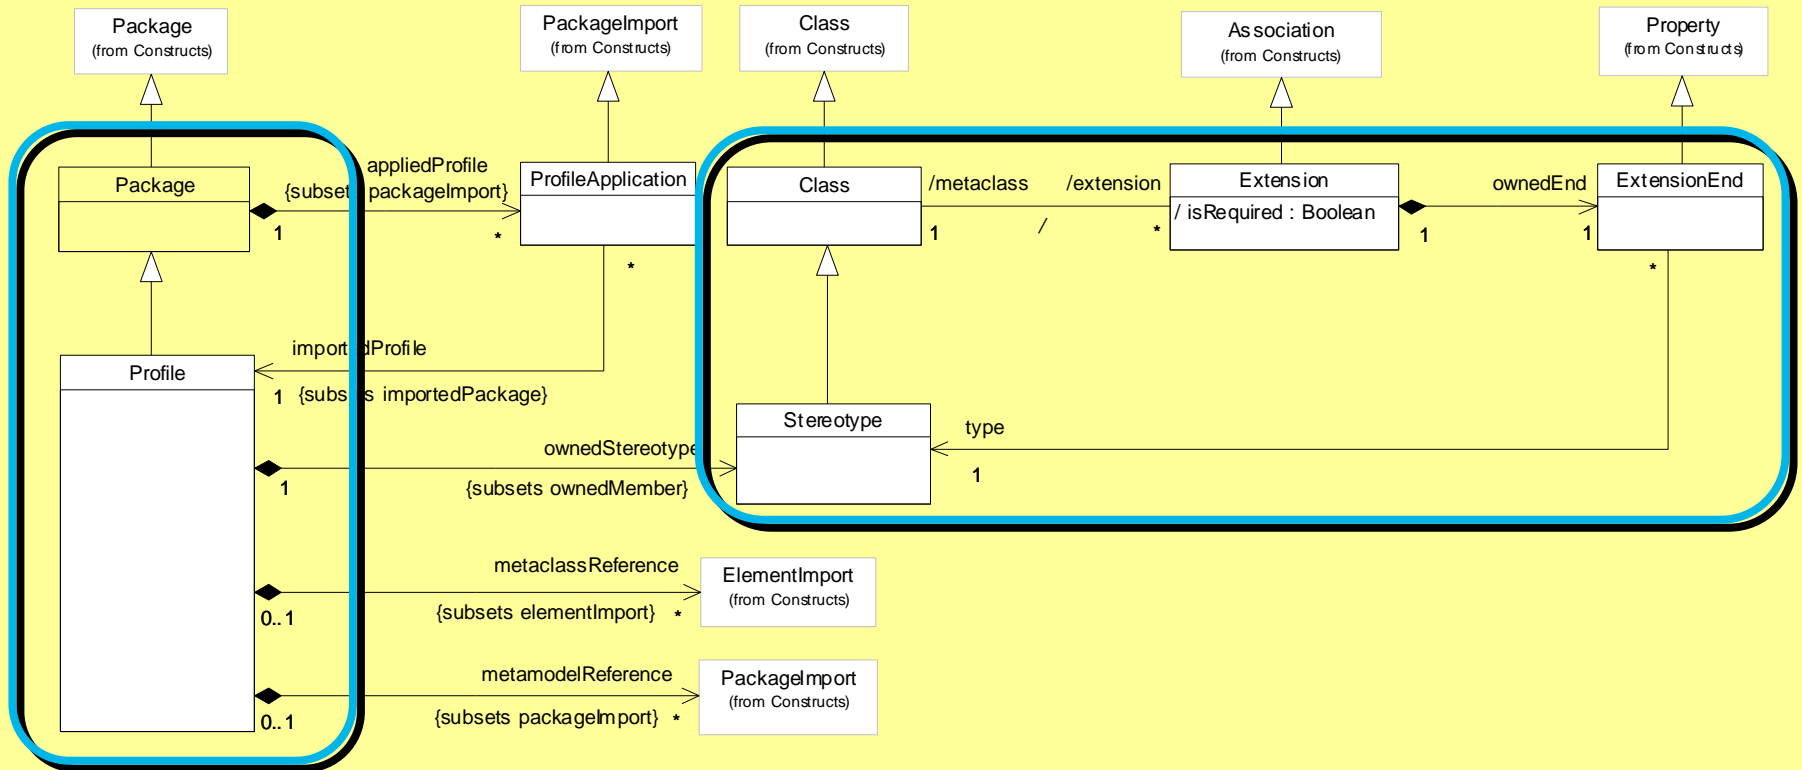 Package
(from Constructs)
PackageImport
(from Constructs)
Class
(from Constructs)
Association
(from Constructs)
Property
(from Constructs)
Package
appliedProfile
{subsets packageImport}
1
*
ProfileApplication
*
Class
/metaclass
/extension
1
/
*
Extension
/ isRequired : Boolean
1
ownedEnd
1
ExtensionEnd
*
importedProfile
1
{subsets importedPackage}
Profile
Stereotype
type
1
ownedStereotype
1
{subsets ownedMember}
metaclassReference
0..1
{subsets elementImport}
*
ElementImport
(from Constructs)
metamodelReference
0..1
{subsets packageImport}
*
PackageImport
(from Constructs)